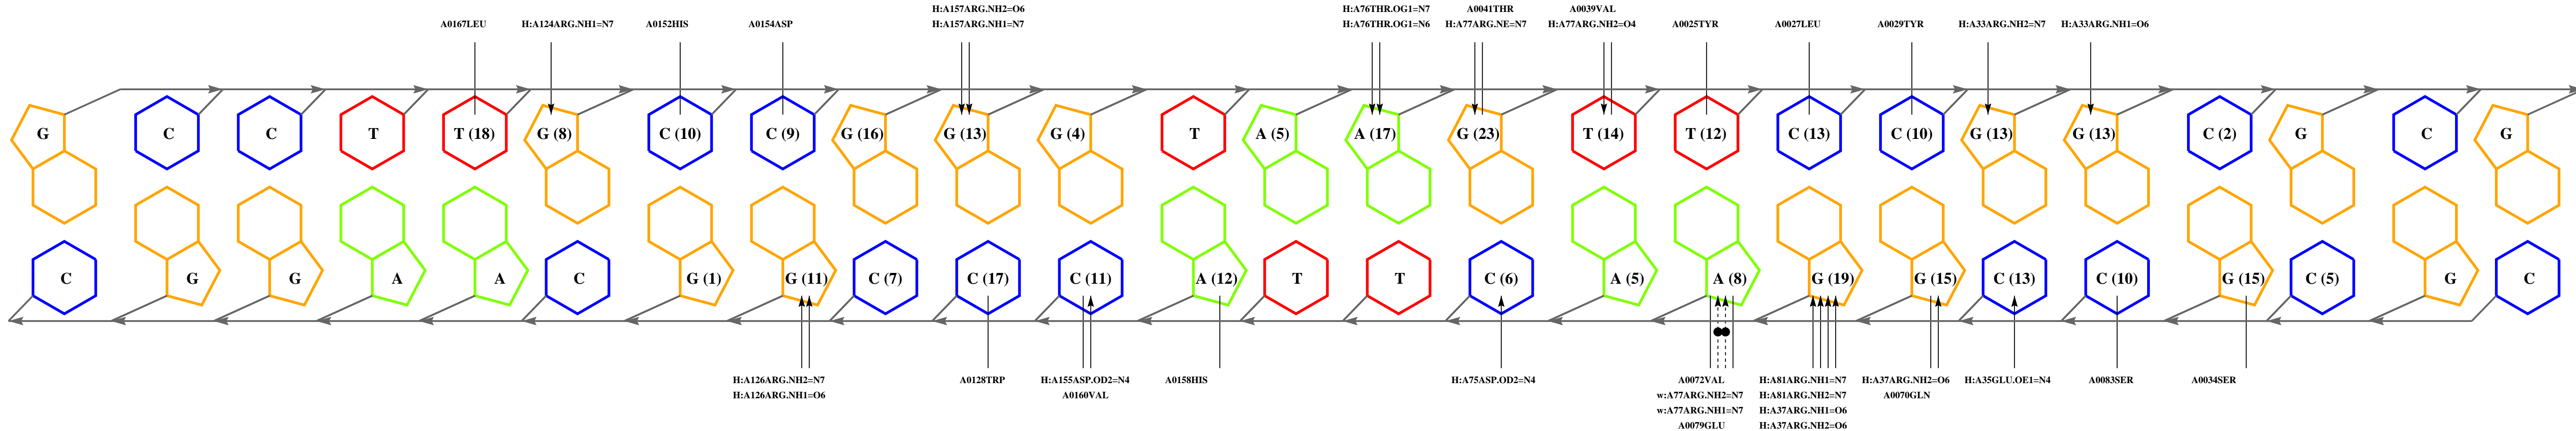 H:A157ARG.NH2=O6 H:A76THR.OG1=N7 A0041THR A0039VAL
A0167LEU H:A124ARG.NH1=N7 A0152HIS A0154ASP H:A157ARG.NH1=N7 H:A76THR.OG1=N6 H:A77ARG.NE=N7 H:A77ARG.NH2=O4 A0025TYR A0027LEU A0029TYR H:A33ARG.NH2=N7 H:A33ARG.NH1=O6
G C C T T (18) G (8) C (10) C (9) G (16) G (13) G (4) T A (5) A (17) G (23) T (14) T (12) C (13) C (10) G (13) G (13) C (2) G C G
C G G A A C G (1) G (11) C (7) C (17) C (11) A (12) T T C (6) A (5) A (8) G (19) G (15) C (13) C (10) G (15) C (5) G C
H:A126ARG.NH2=N7 A0128TRP H:A155ASP.OD2=N4 A0158HIS H:A75ASP.OD2=N4 A0072VAL H:A81ARG.NH1=N7 H:A37ARG.NH2=O6 H:A35GLU.OE1=N4 A0083SER A0034SER
H:A126ARG.NH1=O6 A0160VAL w:A77ARG.NH2=N7 H:A81ARG.NH2=N7 A0070GLN
w:A77ARG.NH1=N7 H:A37ARG.NH1=O6
A0079GLU H:A37ARG.NH2=O6